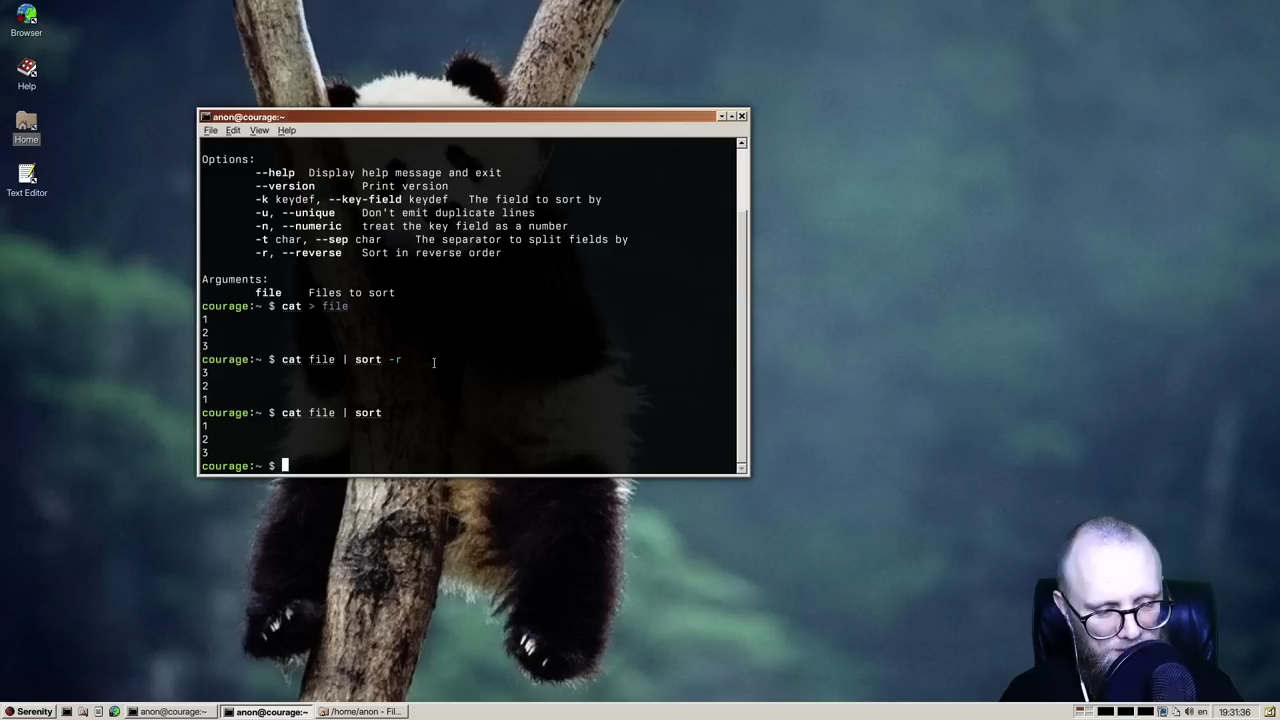 Browser
Help
Home
Text Editor
anon@courage:~
File Edit View Help
Options:
--help Display help message and exit
--version Print version
-k keydef, --key-field keydef The field to sort by
-u, --unique Don't emit duplicate lines
-n, --numeric treat the key field as a number
-t char, --sep char The separator to split fields by
-r, --reverse Sort in reverse order
Arguments:
file Files to sort
courage:~ $ cat > file
1
2
3
courage:~ $ cat file | sort -r
3
2
1
courage:~ $ cat file | sort
1
2
3
courage:~ $
Serenity anon@courage:~ anon@courage:~ /home/anon - Fil... en 19:31:36